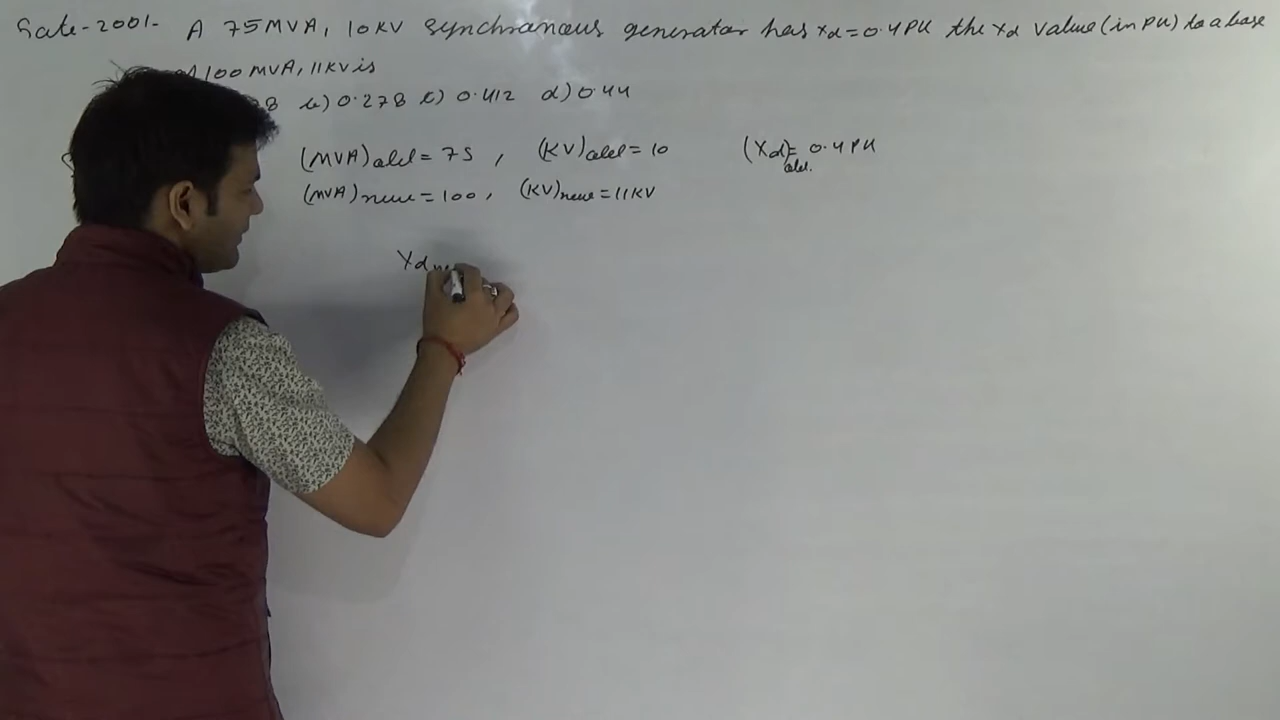 Gate-2001- A 75MVA, 10KV synchronous generator has Xd=0.4PU the Xd value(in PU) to a base
100 MVA, 11KV is
8 b) 0.278 c) 0.412 d) 0.44
(MVA)old = 75 , (KV)old = 10 (Xd)old = 0.4PU
(MVA)new = 100 , (KV)new = 11KV
Xd